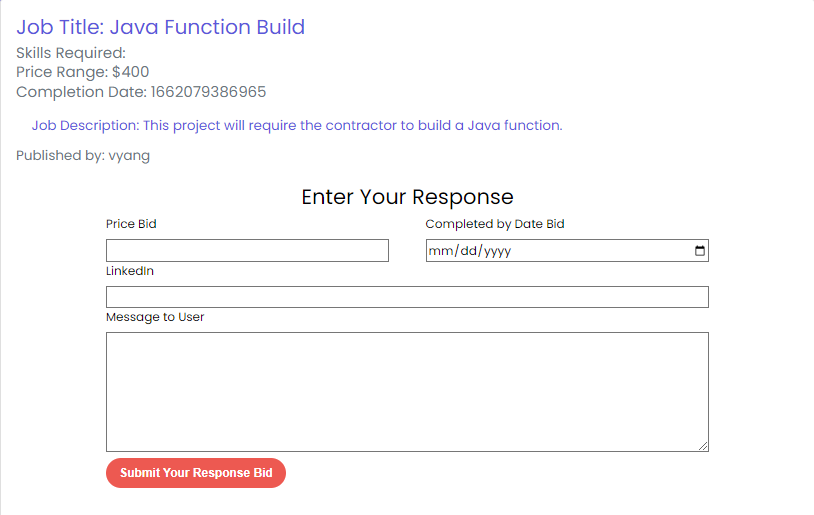 Job Title: Java Function Build
Skills Required:
Price Range: $400
Completion Date: 1662079386965
Job Description: This project will require the contractor to build a Java function.
Published by: vyang
Enter Your Response
Price Bid
Completed by Date Bid
mm/dd/yyyy
LinkedIn
Message to User
Submit Your Response Bid